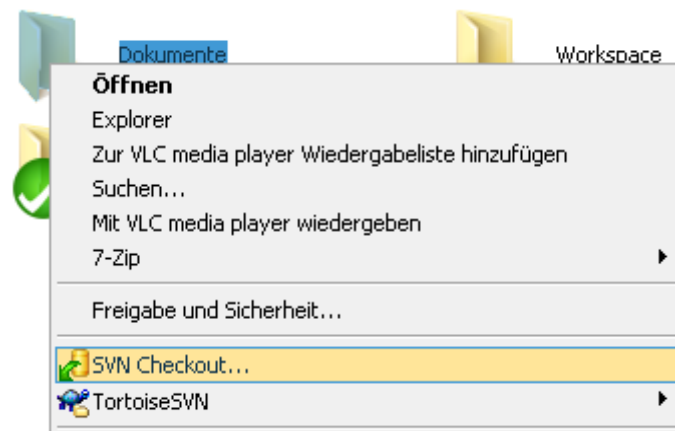 Dokumente
Workspace
Öffnen
Explorer
Zur VLC media player Wiedergabeliste hinzufügen
Suchen...
Mit VLC media player wiedergeben
7-Zip
Freigabe und Sicherheit...
SVN Checkout...
TortoiseSVN